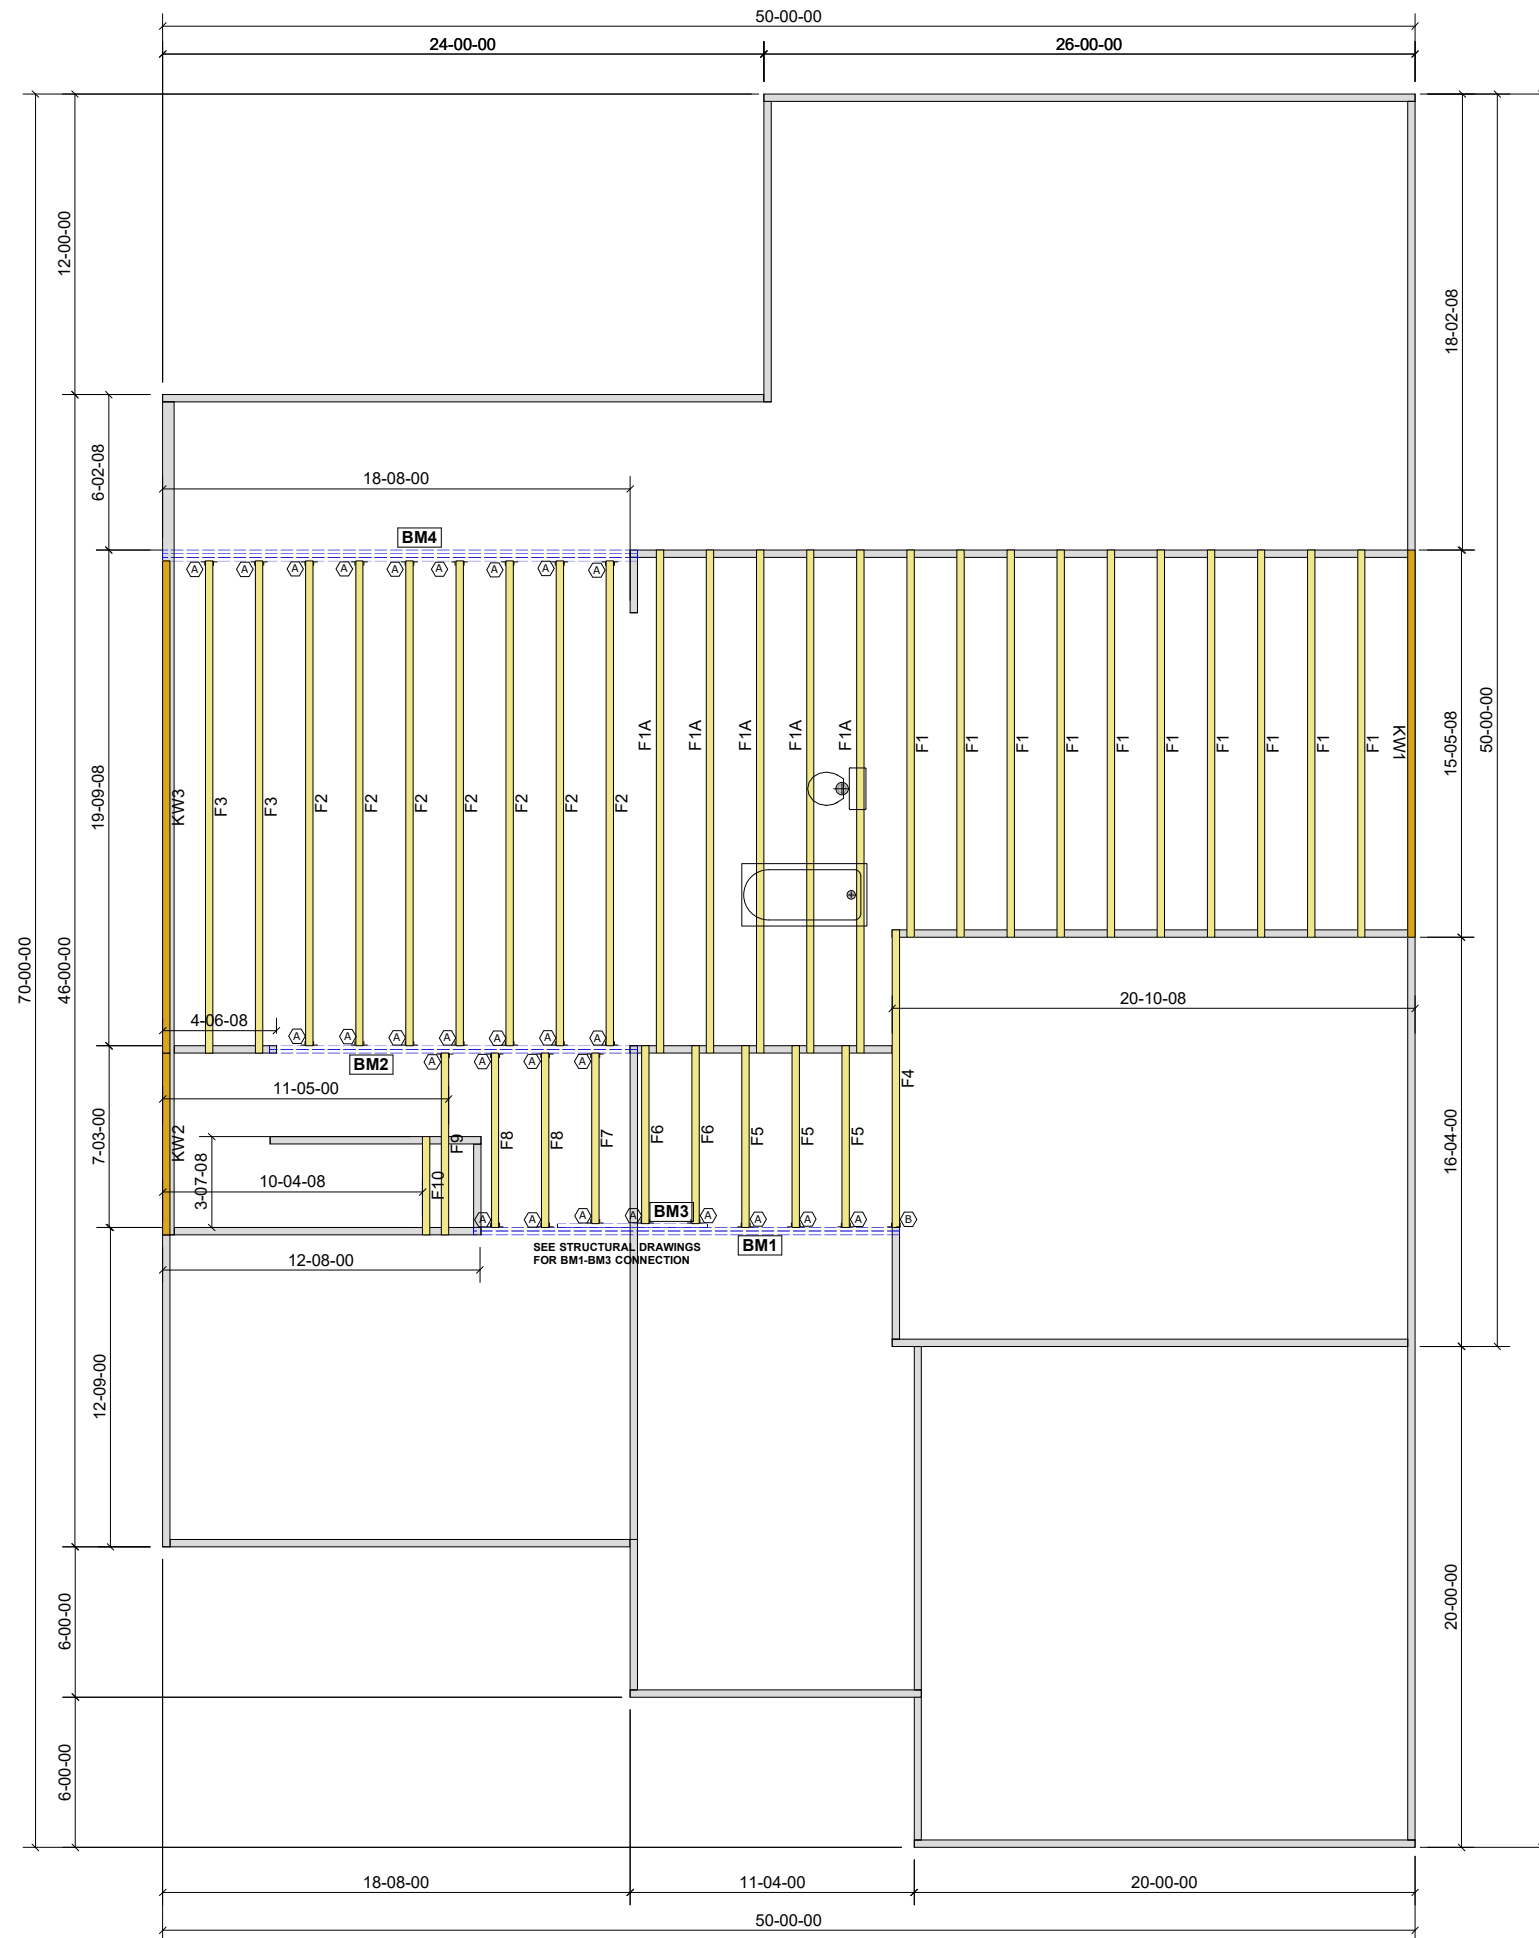 50-00-00
24-00-00
26-00-00
12-00-00
18-02-08
6-02-08
18-08-00
BM4
A
A
A
A
A
A
A
A
A
70-00-00
46-00-00
19-09-08
KW3
F3
F3
F2
F2
F2
F2
F2
F2
F2
F1A
F1A
F1A
F1A
F1A
F1
F1
F1
F1
F1
F1
F1
F1
F1
F1
KW1
15-05-08
50-00-00
4-06-08
A
A
A
A
A
A
A
20-10-08
BM2
A
A
A
A
11-05-00
F4
7-03-00
KW2
3-07-08
10-04-08
F10
F9
F8
F8
F7
F6
F6
F5
F5
F5
16-04-00
A
A
A
BM3
A
A
A
A
B
SEE STRUCTURAL DRAWINGS
FOR BM1-BM3 CONNECTION
BM1
12-08-00
12-09-00
6-00-00
20-00-00
6-00-00
18-08-00
11-04-00
20-00-00
50-00-00